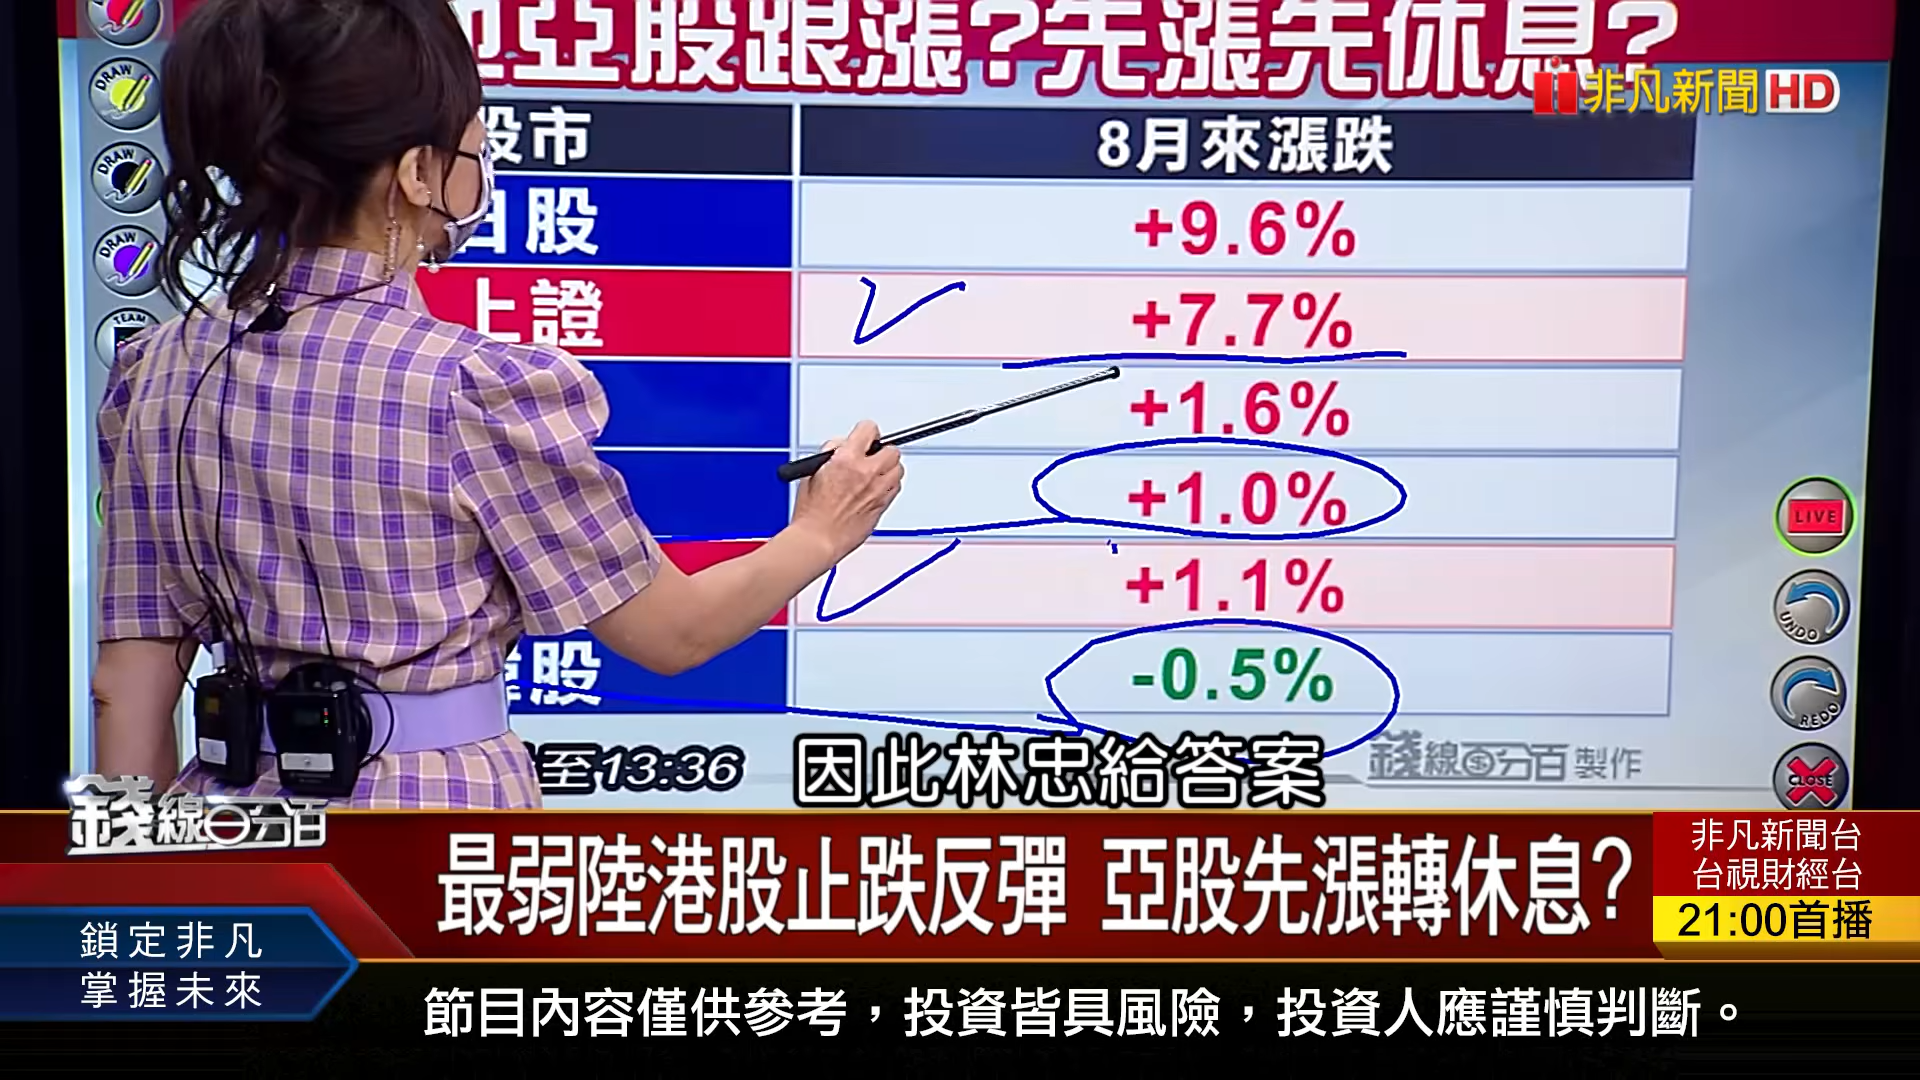 亞股跟漲?先漲先休息?
非凡新聞HD
股市
8月來漲跌
日股
+9.6%
上證
+7.7%
+1.6%
+1.0%
+1.1%
股
-0.5%
至13:36
錢線百分百製作
DRAW
DRAW
DRAW
DRAW
TEAM
LIVE
UNDO
REDO
CLOSE
因此林忠給答案
錢線百分百
最弱陸港股止跌反彈 亞股先漲轉休息?
非凡新聞台
台視財經台
21:00首播
鎖定非凡
掌握未來
節目內容僅供參考，投資皆具風險，投資人應謹慎判斷。